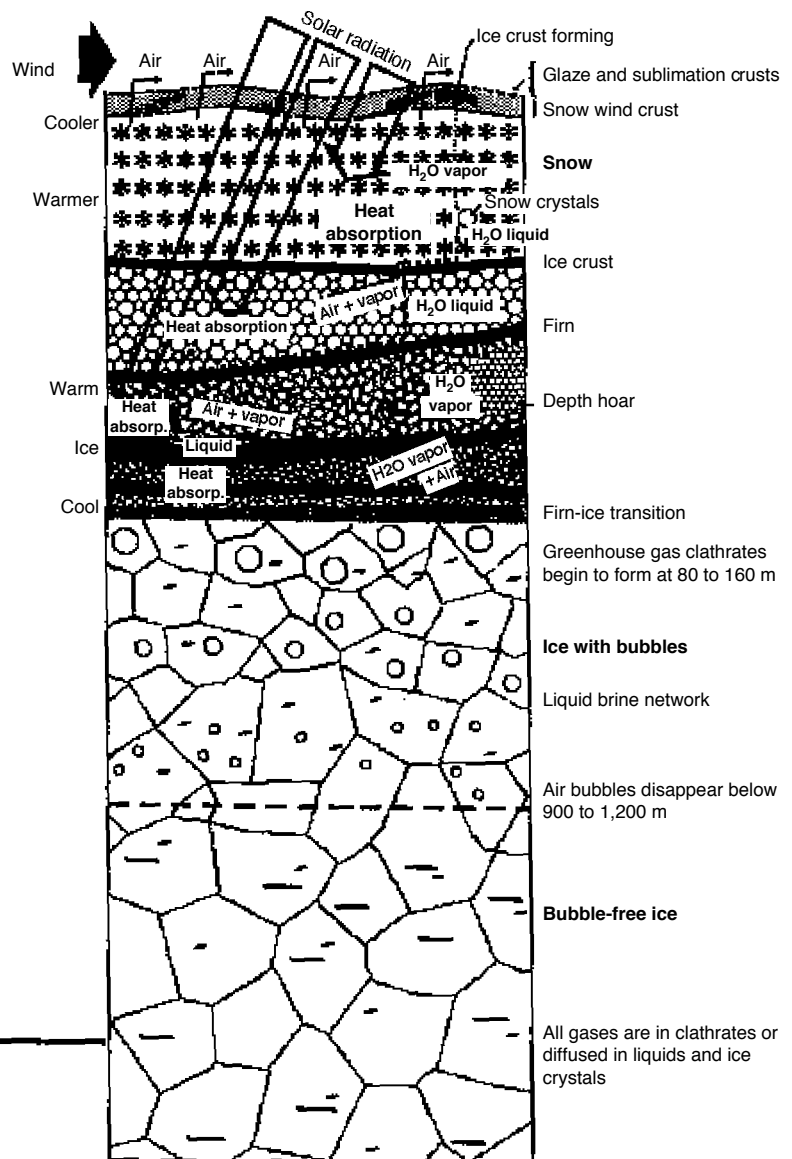 Solar radiation
Ice crust forming
Wind
Air
Air
Air
Air
Glaze and sublimation crusts
Snow wind crust
Cooler
Snow
H2O vapor
Warmer
Snow crystals
Heat
absorption
H2O liquid
Ice crust
Air + vapor
H2O liquid
Heat absorption
Firn
Warm
H2O
vapor
Heat
absorp.
Air + vapor
Depth hoar
Ice
Liquid
H2O vapor
+Air
Heat
absorp.
Cool
Firn-ice transition
Greenhouse gas clathrates
begin to form at 80 to 160 m
Ice with bubbles
Liquid brine network
Air bubbles disappear below
900 to 1,200 m
Bubble-free ice
All gases are in clathrates or
diffused in liquids and ice
crystals